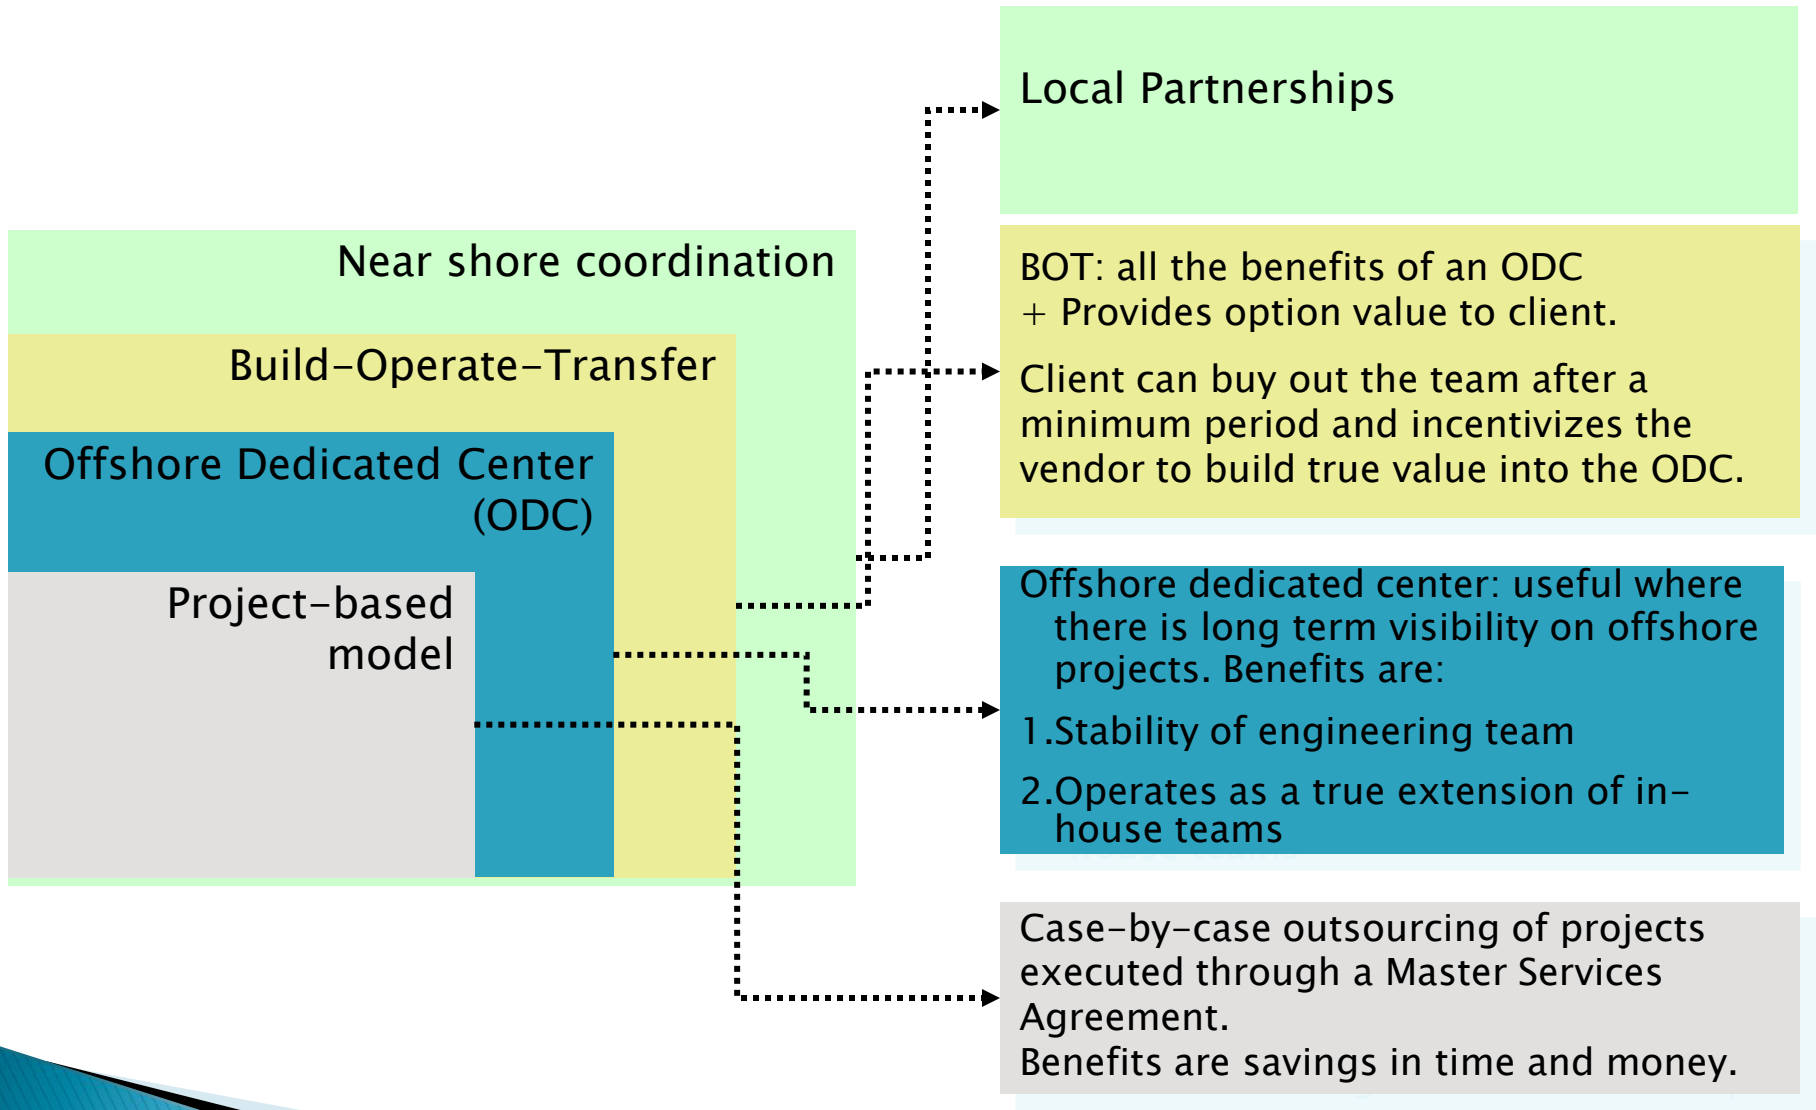 Near shore coordination
Build-Operate-Transfer
Offshore Dedicated Center
(ODC)
Project-based
model
Local Partnerships
BOT: all the benefits of an ODC
+ Provides option value to client.
Client can buy out the team after a
minimum period and incentivizes the
vendor to build true value into the ODC.
Offshore dedicated center: useful where
there is long term visibility on offshore
projects. Benefits are:
1.Stability of engineering team
2.Operates as a true extension of in-
house teams
Case-by-case outsourcing of projects
executed through a Master Services
Agreement.
Benefits are savings in time and money.